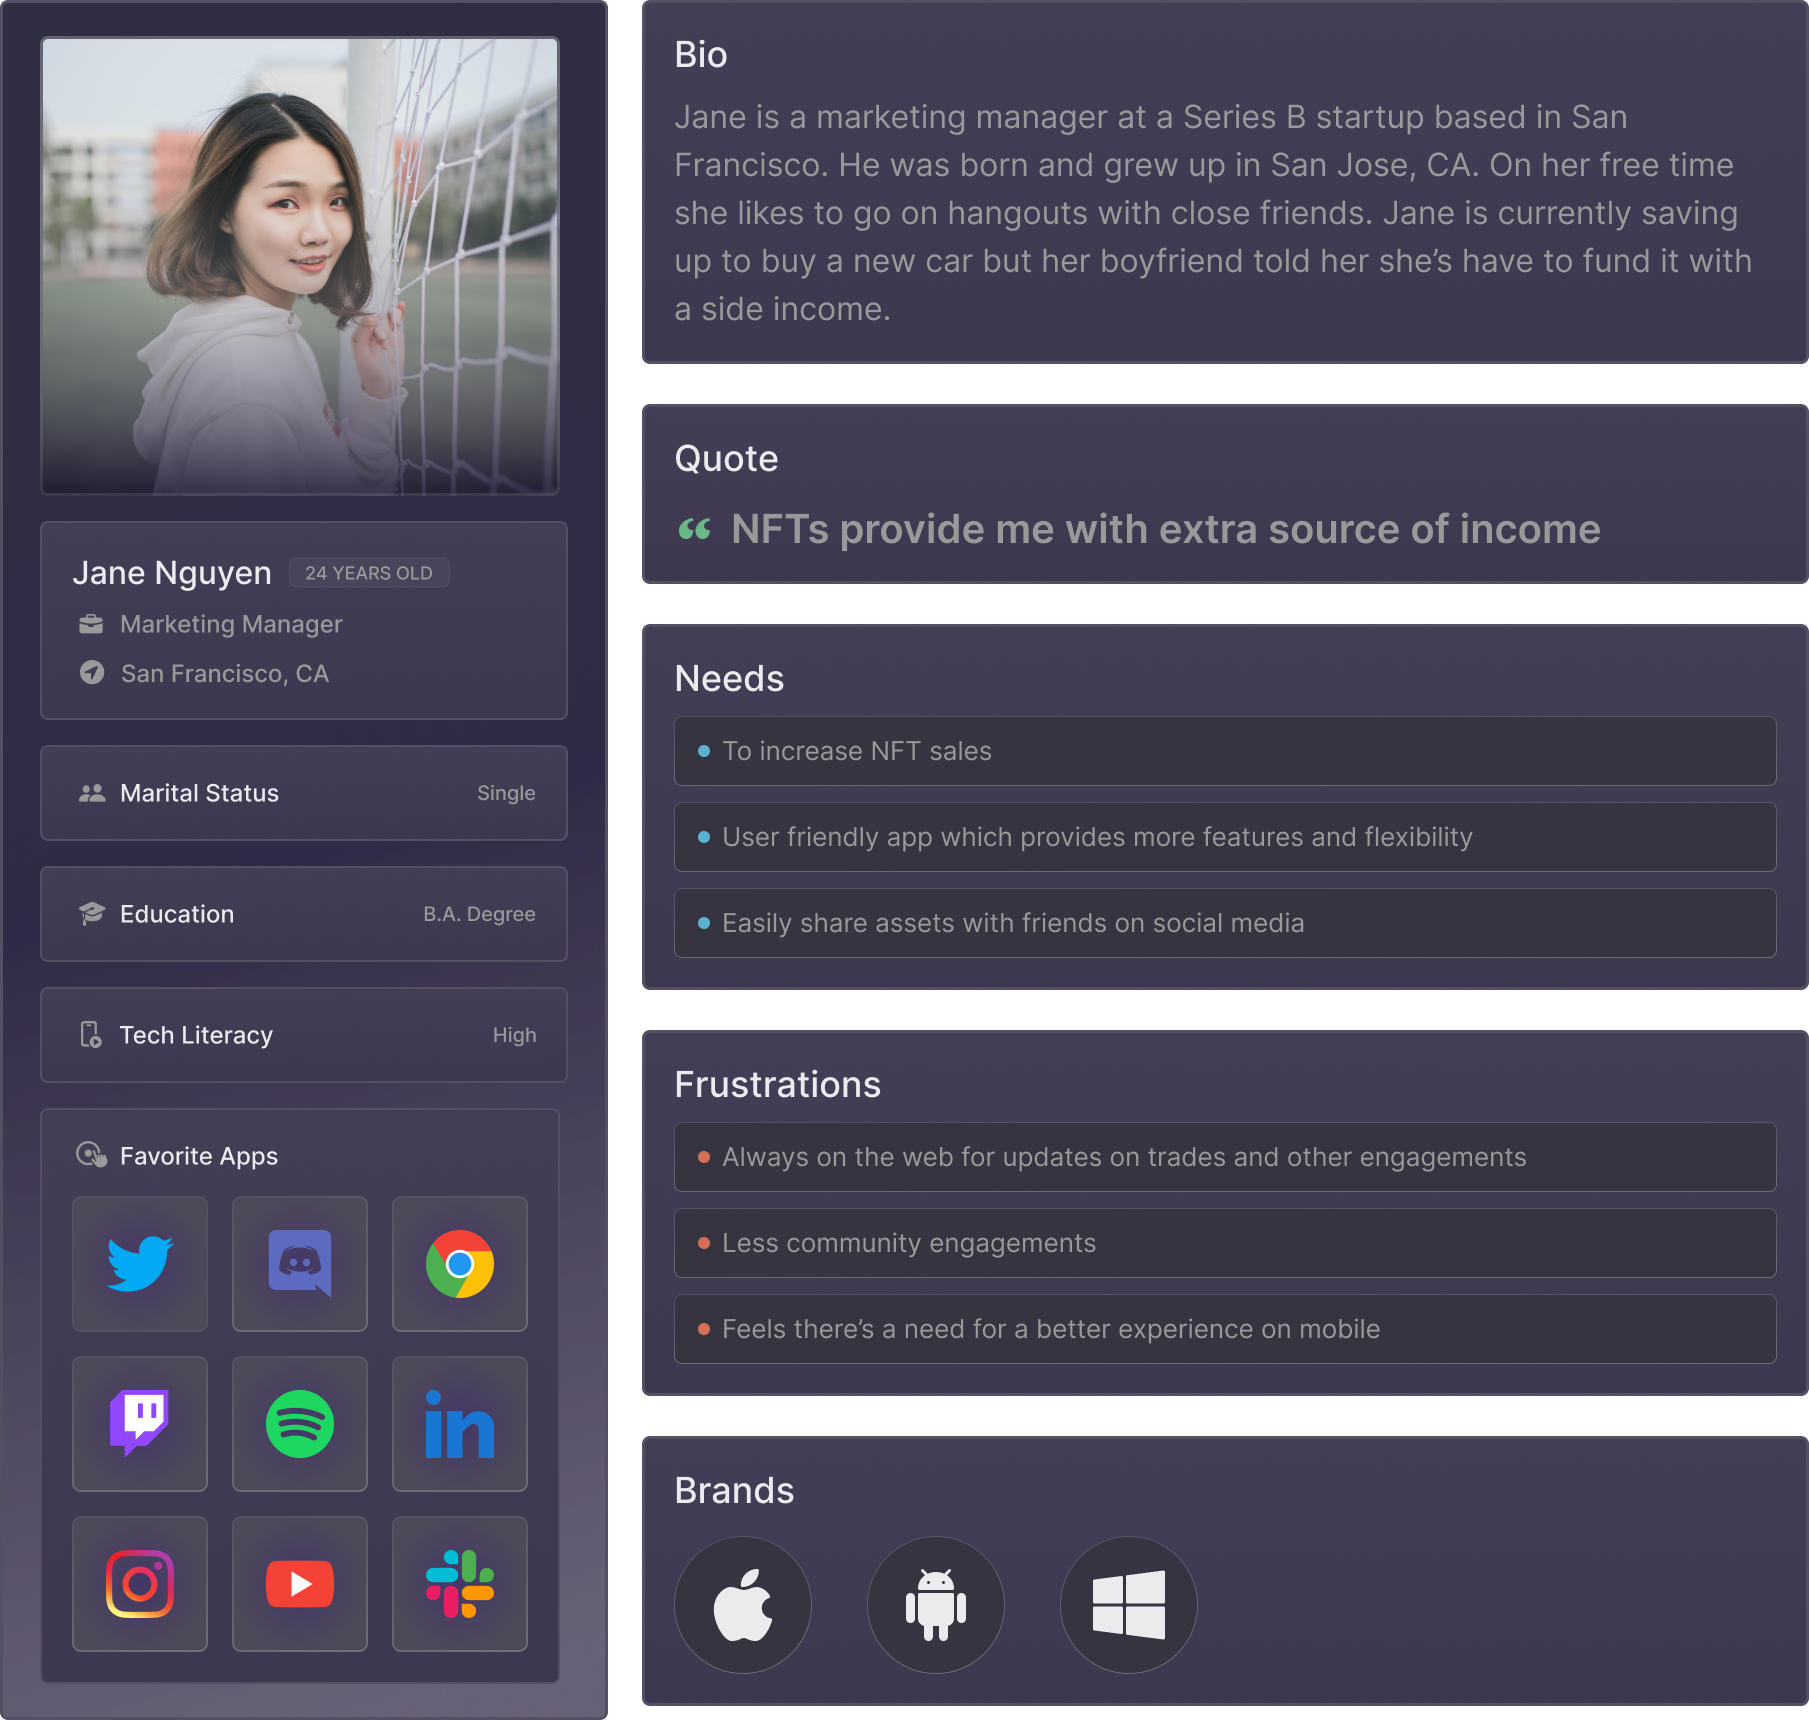 Jane Nguyen
24 YEARS OLD
Marketing Manager
San Francisco, CA
Marital Status
Single
Education
B.A. Degree
Tech Literacy
High
Favorite Apps
in
Bio
Jane is a marketing manager at a Series B startup based in San
Francisco. He was born and grew up in San Jose, CA. On her free time
she likes to go on hangouts with close friends. Jane is currently saving
up to buy a new car but her boyfriend told her she’s have to fund it with
a side income.
Quote
“ NFTs provide me with extra source of income
Needs
To increase NFT sales
User friendly app which provides more features and flexibility
Easily share assets with friends on social media
Frustrations
Always on the web for updates on trades and other engagements
Less community engagements
Feels there’s a need for a better experience on mobile
Brands